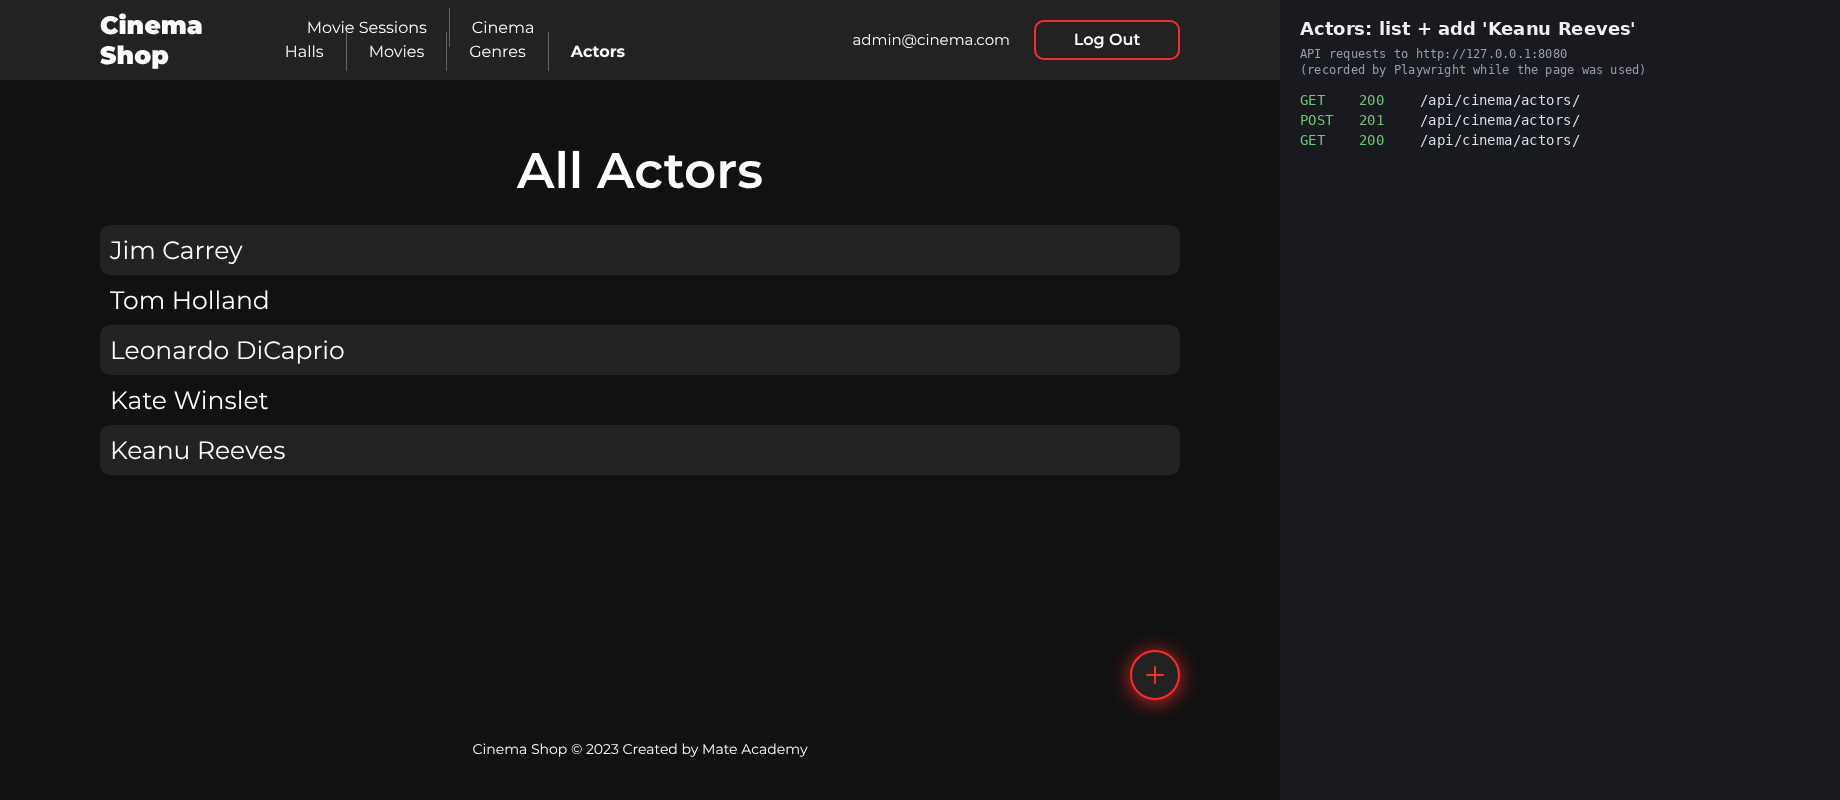 Cinema
Shop
Movie Sessions
Cinema
Halls
Movies
Genres
Actors
admin@cinema.com
Log Out
All Actors
Jim Carrey
Tom Holland
Leonardo DiCaprio
Kate Winslet
Keanu Reeves
Cinema Shop © 2023 Created by Mate Academy
Actors: list + add 'Keanu Reeves'
API requests to http://127.0.0.1:8080
(recorded by Playwright while the page was used)
GET 200 /api/cinema/actors/
POST 201 /api/cinema/actors/
GET 200 /api/cinema/actors/